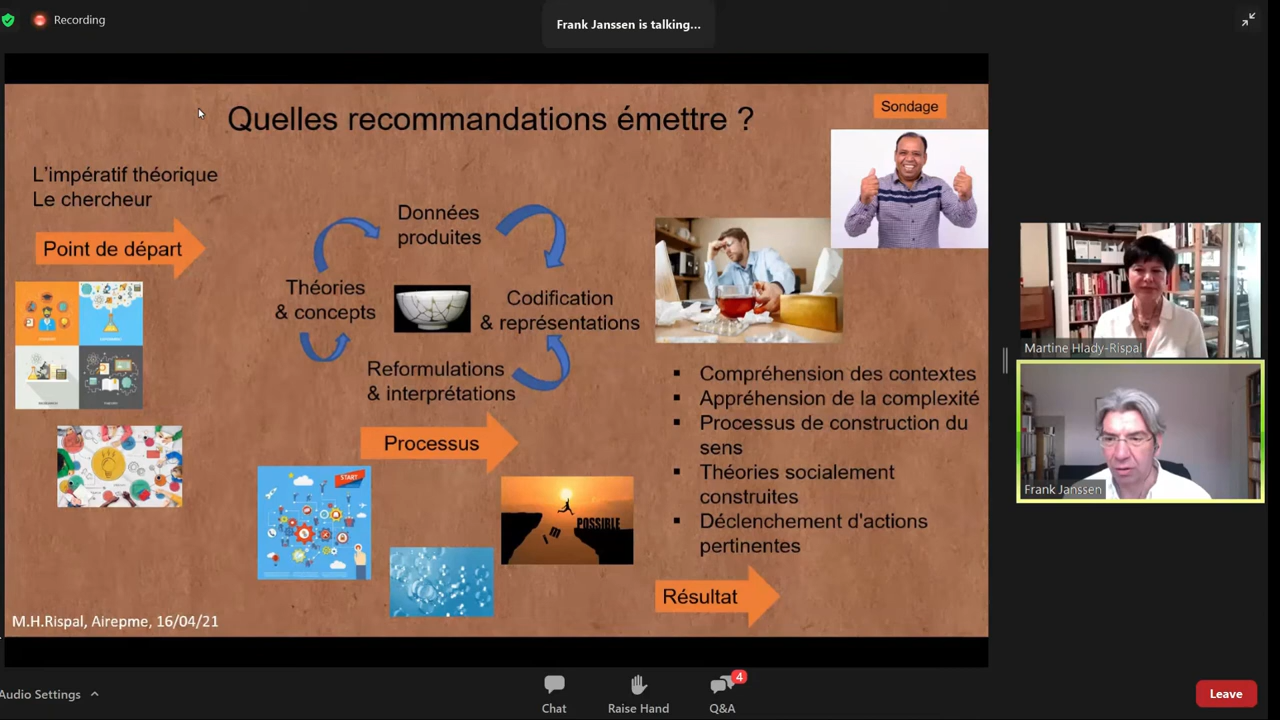 Recording
Frank Janssen is talking...
Quelles recommandations émettre ?
Sondage
L'impératif théorique
Le chercheur
Point de départ
Données
produites
Théories
& concepts
Codification
& représentations
Reformulations
& interprétations
Processus
START
POSSIBLE
▪ Compréhension des contextes
▪ Appréhension de la complexité
▪ Processus de construction du
sens
▪ Théories socialement
construites
▪ Déclenchement d'actions
pertinentes
Résultat
M.H.Rispal, Airepme, 16/04/21
Martine Hlady-Rispal
Frank Janssen
Audio Settings
Chat
Raise Hand
4
Q&A
Leave